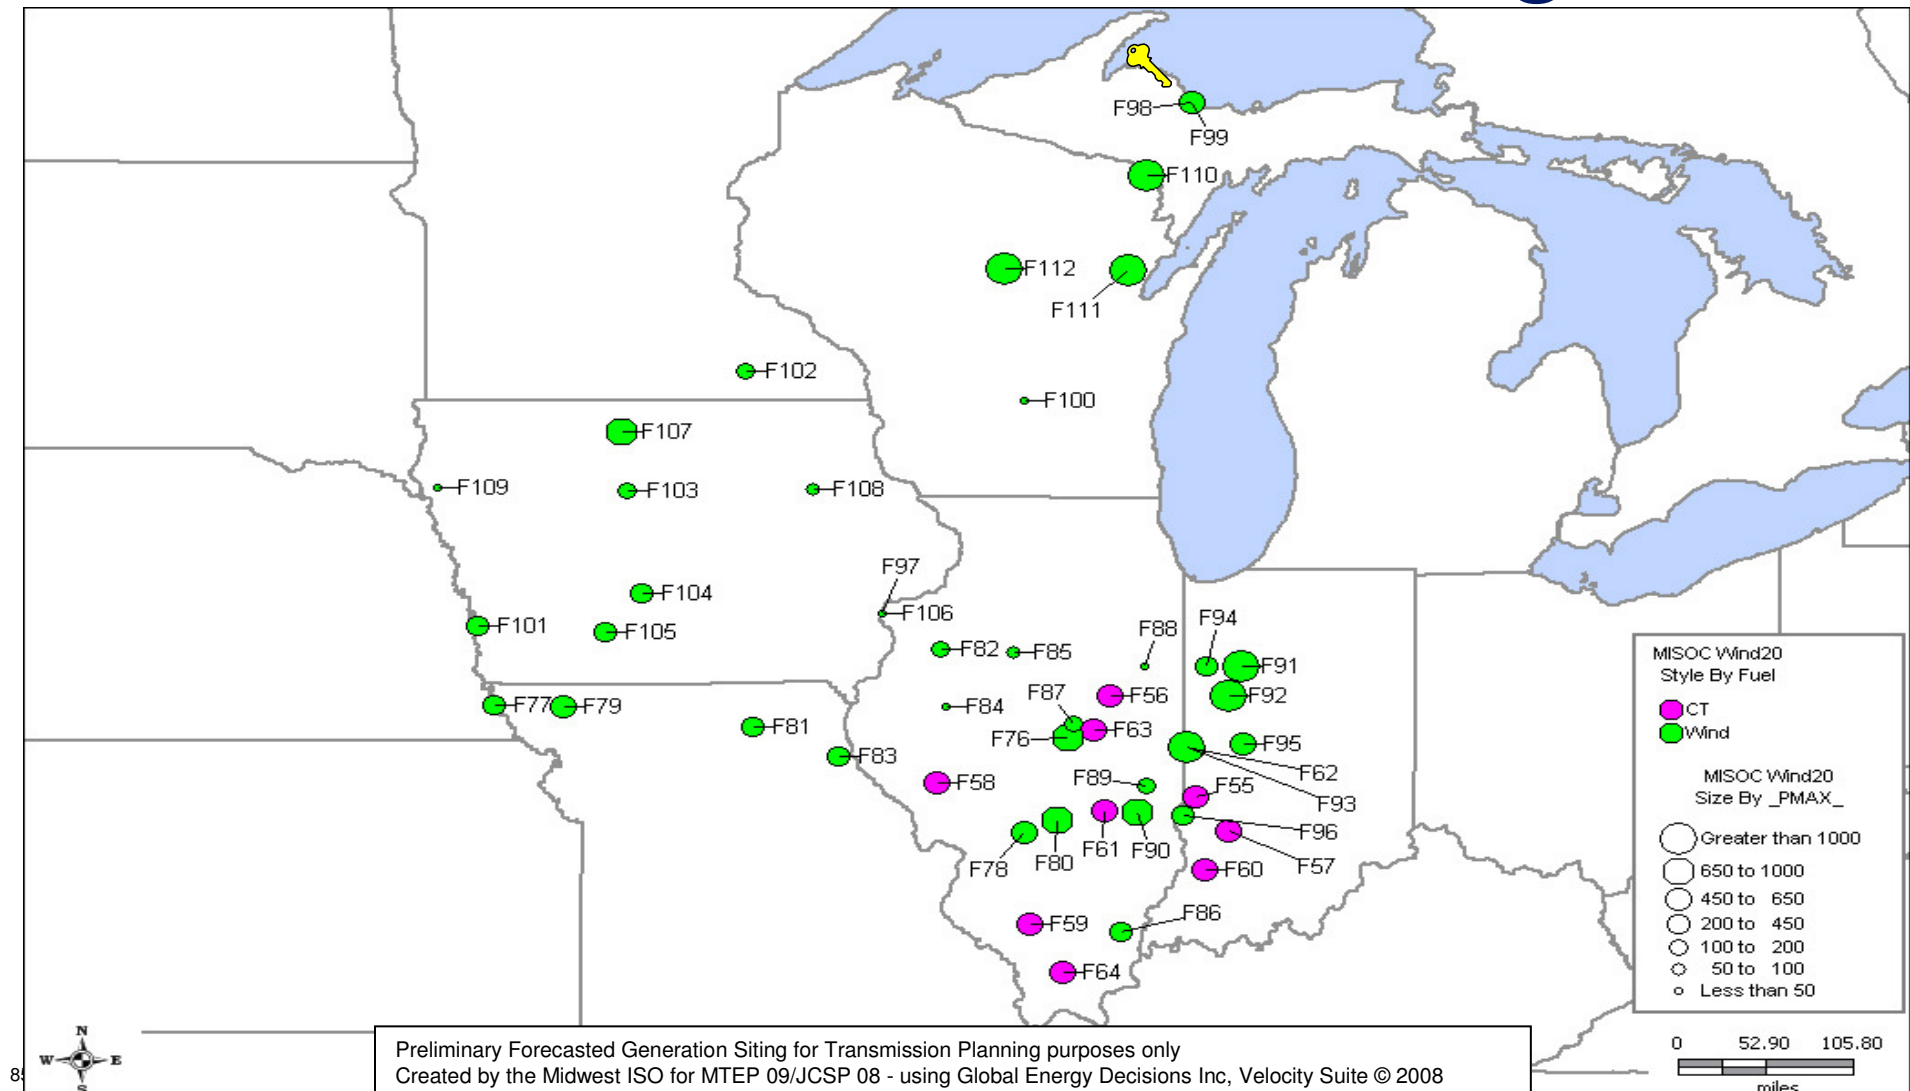 F98
F99
F110
F112
F111
F102
F100
F107
F109
F103
F108
F97
F104
F106
F101
F105
F94
F88
F82
F85
F91
F87
F56
F92
F77
F79
F84
F81
F63
F76
F95
F83
F62
F89
F58
F55
F93
F96
F61
F90
F80
F78
F57
F60
F86
F59
F64
MISOC Wind20
Style By Fuel
CT
Wind
MISOC Wind20
Size By _PMAX_
Greater than 1000
650 to 1000
450 to 650
200 to 450
100 to 200
50 to 100
Less than 50
0 52.90 105.80
miles
N
W E
S
Preliminary Forecasted Generation Siting for Transmission Planning purposes only
Created by the Midwest ISO for MTEP 09/JCSP 08 - using Global Energy Decisions Inc, Velocity Suite © 2008